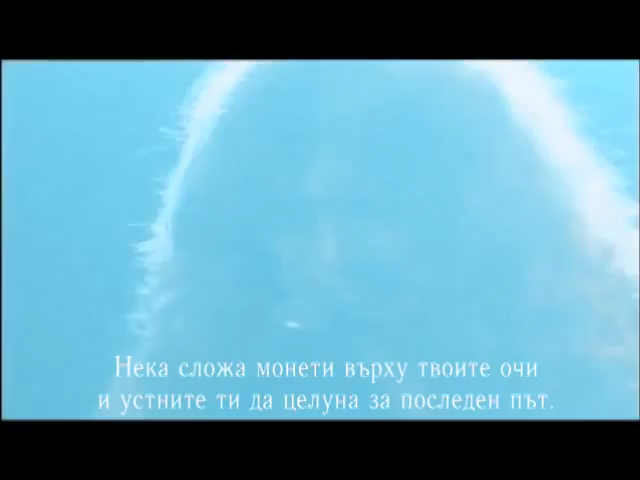 Нека сложа монети върху твоите очи
и устните ти да целуна за последен път.